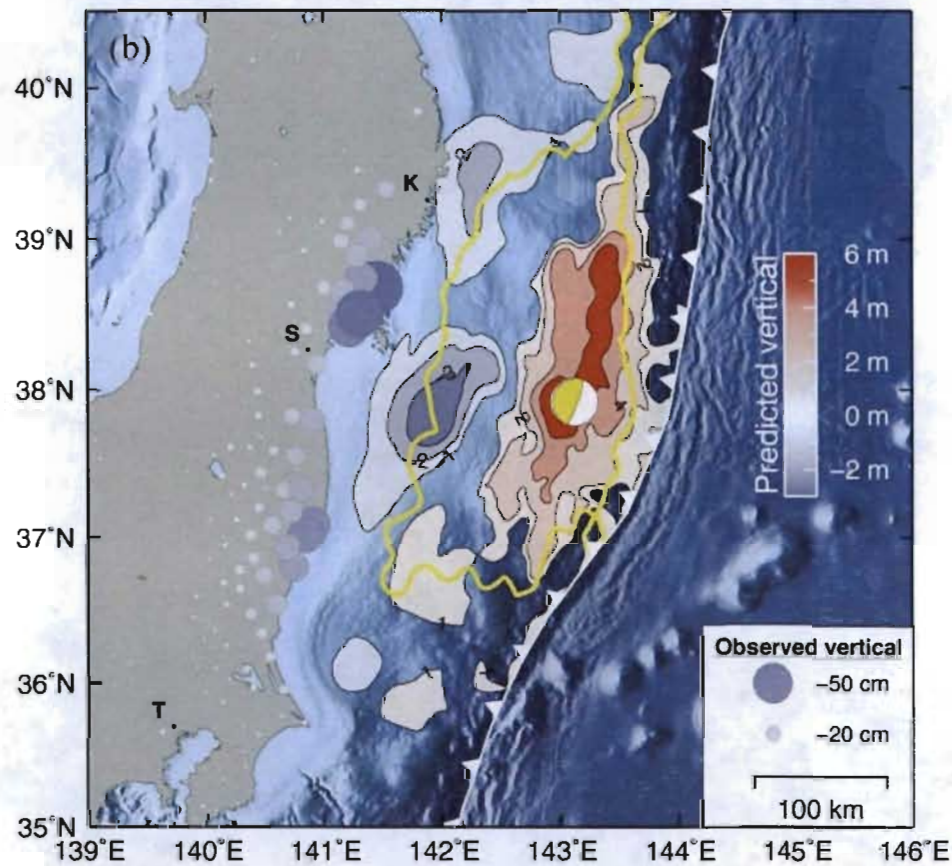 (b)
40°N
39°N
38°N
37°N
36°N
35°N
139°E 140°E 141°E 142°E 143°E 144°E 145°E 146°E
K
S
T
Predicted vertical
6 m
4 m
2 m
0 m
−2 m
Observed vertical
−50 cm
−20 cm
100 km